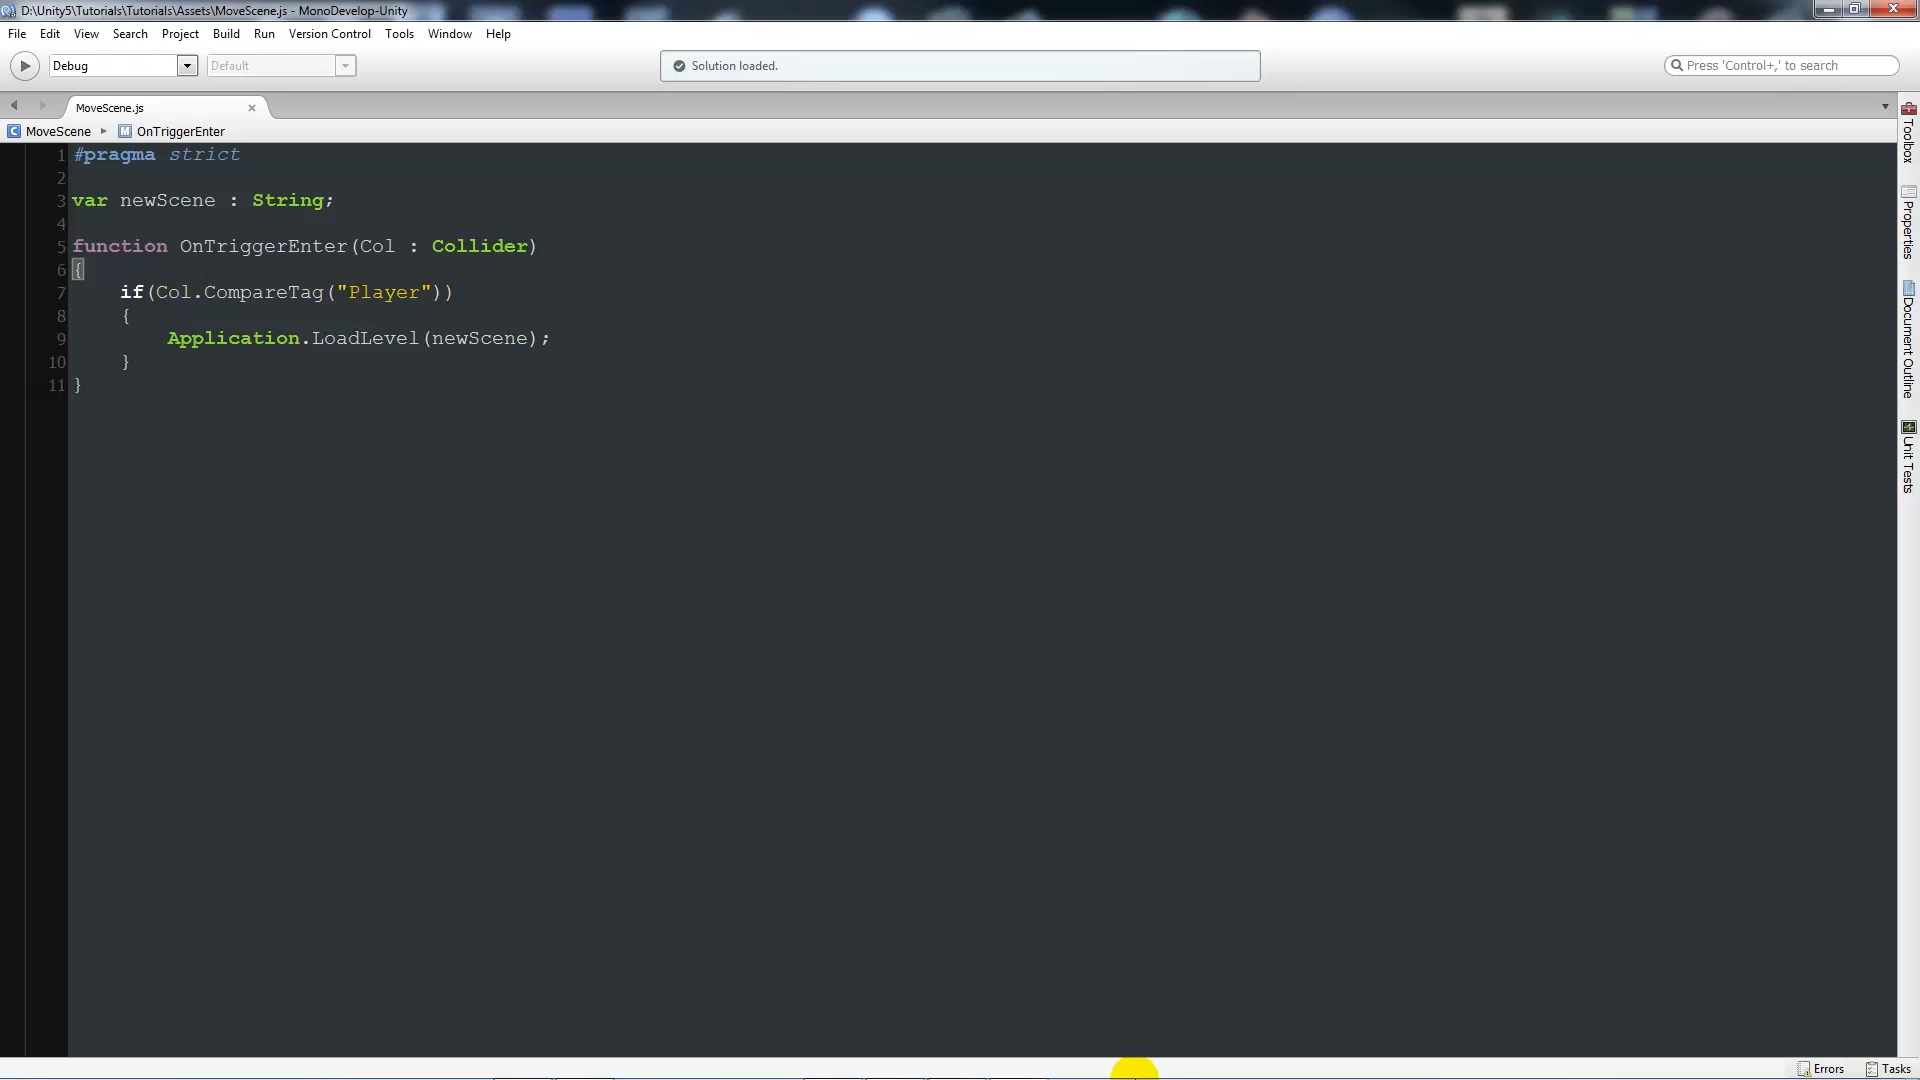 D:\Unity5\Tutorials\Tutorials\Assets\MoveScene.js - MonoDevelop-Unity
File Edit View Search Project Build Run Version Control Tools Window Help
Debug Default Solution loaded. Press 'Control+,' to search
MoveScene.js
MoveScene OnTriggerEnter
1 #pragma strict
2
3 var newScene : String;
4
5 function OnTriggerEnter(Col : Collider)
6 {
7 if(Col.CompareTag("Player"))
8 {
9 Application.LoadLevel(newScene);
10 }
11 }
Toolbox
Properties
Document Outline
Unit Tests
Errors Tasks